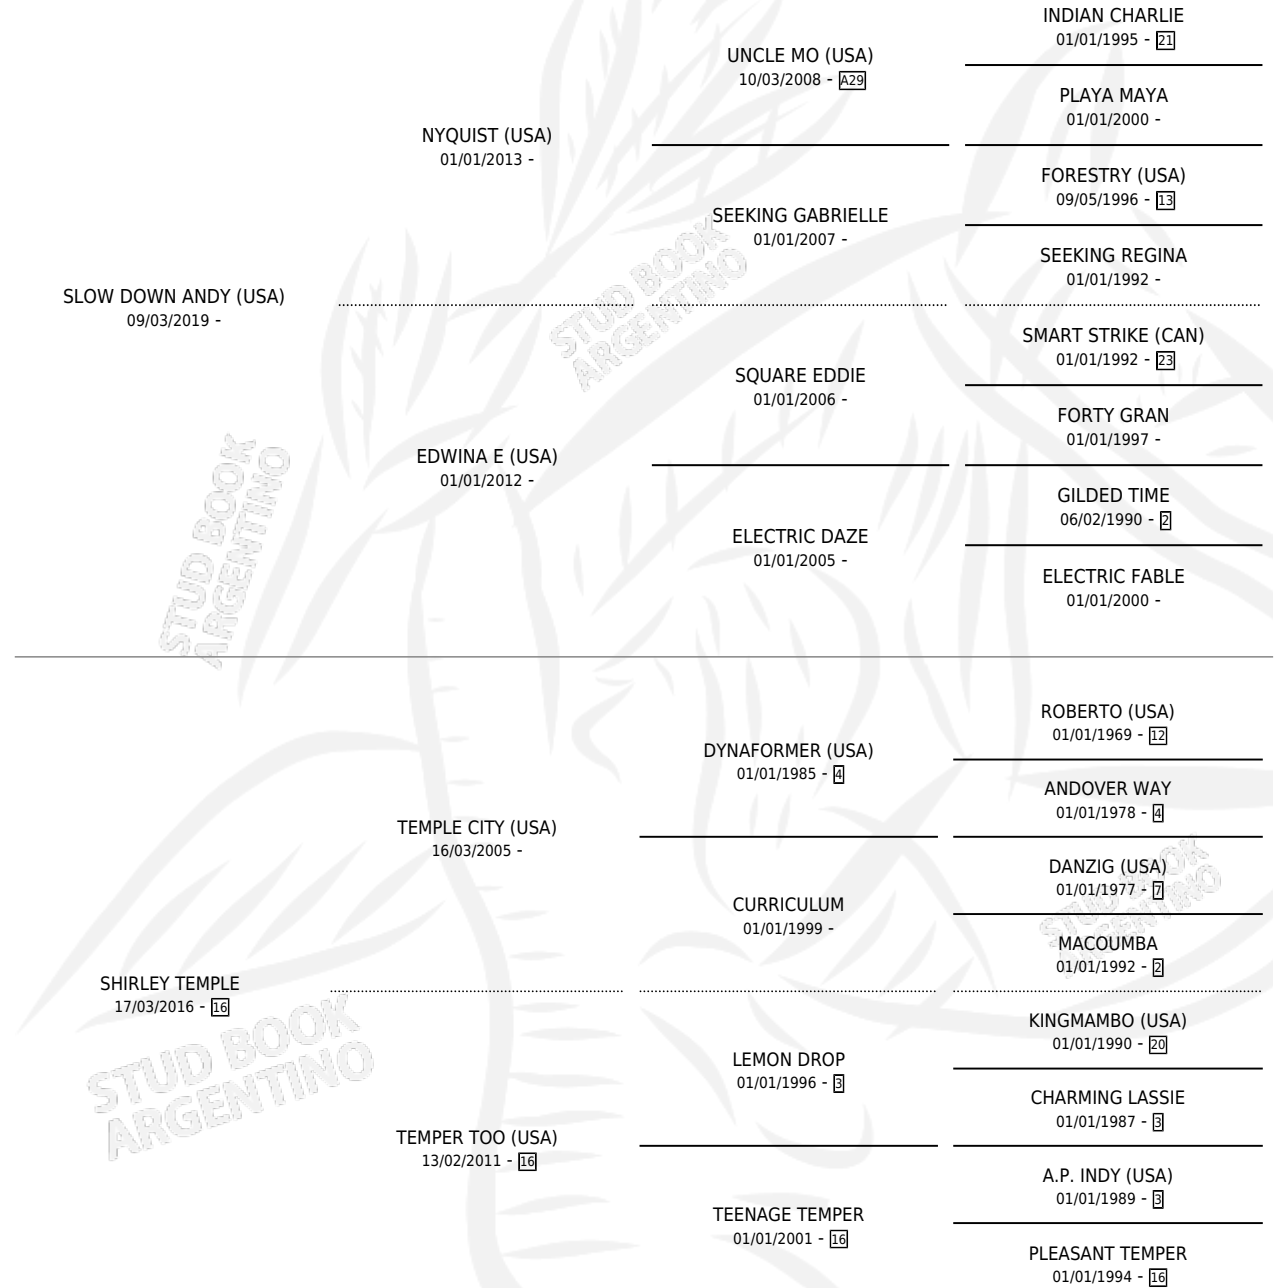 INDIAN CHARLIE
01/01/1995 - 21
UNCLE MO (USA)
10/03/2008 - A29
PLAYA MAYA
01/01/2000 -
NYQUIST (USA)
01/01/2013 -
FORESTRY (USA)
09/05/1996 - 13
SEEKING GABRIELLE
01/01/2007 -
SEEKING REGINA
01/01/1992 -
SLOW DOWN ANDY (USA)
09/03/2019 -
SMART STRIKE (CAN)
01/01/1992 - 23
SQUARE EDDIE
01/01/2006 -
FORTY GRAN
01/01/1997 -
EDWINA E (USA)
01/01/2012 -
GILDED TIME
06/02/1990 - 2
ELECTRIC DAZE
01/01/2005 -
ELECTRIC FABLE
01/01/2000 -
STUD BOOK
ARGENTINO
STUD BOOK
ARGENTINO
ROBERTO (USA)
01/01/1969 - 12
DYNAFORMER (USA)
01/01/1985 - 4
ANDOVER WAY
01/01/1978 - 4
TEMPLE CITY (USA)
16/03/2005 -
DANZIG (USA)
01/01/1977 - 7
CURRICULUM
01/01/1999 -
MACOUMBA
01/01/1992 - 2
STUD BOOK
ARGENTINO
SHIRLEY TEMPLE
17/03/2016 - 16
KINGMAMBO (USA)
01/01/1990 - 20
LEMON DROP
01/01/1996 - 3
CHARMING LASSIE
01/01/1987 - 3
STUD BOOK
ARGENTINO
TEMPER TOO (USA)
13/02/2011 - 16
A.P. INDY (USA)
01/01/1989 - 3
TEENAGE TEMPER
01/01/2001 - 16
PLEASANT TEMPER
01/01/1994 - 16